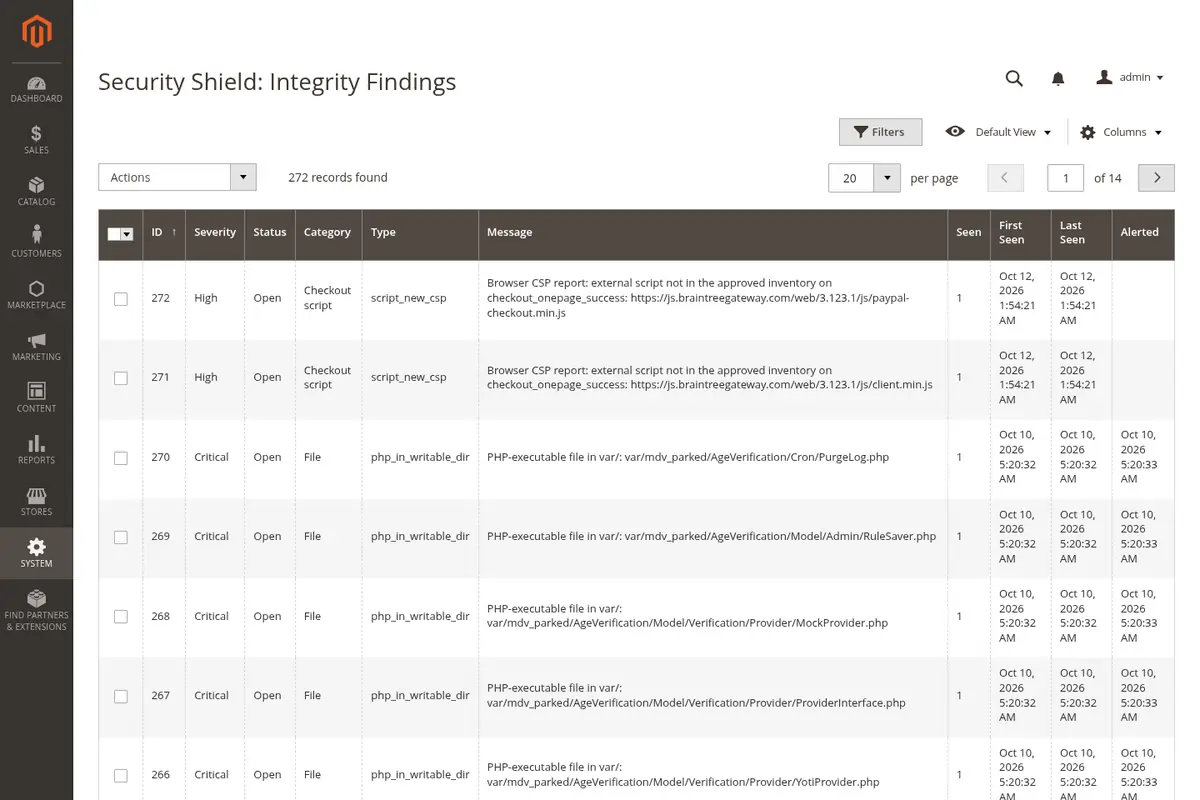 Security Shield: Integrity Findings
admin
DASHBOARD
SALES
CATALOG
CUSTOMERS
MARKETPLACE
MARKETING
CONTENT
REPORTS
STORES
SYSTEM
FIND PARTNERS
& EXTENSIONS
Filters
Default View
Columns
Actions
272 records found
20
per page
1
of 14
ID ↑
Severity
Status
Category
Type
Message
Seen
First
Seen
Last
Seen
Alerted
272
High
Open
Checkout
script
script_new_csp
Browser CSP report: external script not in the approved inventory on
checkout_onepage_success: https://js.braintreegateway.com/web/3.123.1/js/paypal-
checkout.min.js
1
Oct 12,
2026
1:54:21
AM
Oct 12,
2026
1:54:21
AM
271
High
Open
Checkout
script
script_new_csp
Browser CSP report: external script not in the approved inventory on
checkout_onepage_success: https://js.braintreegateway.com/web/3.123.1/js/client.min.js
1
Oct 12,
2026
1:54:21
AM
Oct 12,
2026
1:54:21
AM
270
Critical
Open
File
php_in_writable_dir
PHP-executable file in var/: var/mdv_parked/AgeVerification/Cron/PurgeLog.php
1
Oct 10,
2026
5:20:32
AM
Oct 10,
2026
5:20:32
AM
Oct 10,
2026
5:20:33
AM
269
Critical
Open
File
php_in_writable_dir
PHP-executable file in var/: var/mdv_parked/AgeVerification/Model/Admin/RuleSaver.php
1
Oct 10,
2026
5:20:32
AM
Oct 10,
2026
5:20:32
AM
Oct 10,
2026
5:20:33
AM
268
Critical
Open
File
php_in_writable_dir
PHP-executable file in var/:
var/mdv_parked/AgeVerification/Model/Verification/Provider/MockProvider.php
1
Oct 10,
2026
5:20:32
AM
Oct 10,
2026
5:20:32
AM
Oct 10,
2026
5:20:33
AM
267
Critical
Open
File
php_in_writable_dir
PHP-executable file in var/:
var/mdv_parked/AgeVerification/Model/Verification/Provider/ProviderInterface.php
1
Oct 10,
2026
5:20:32
AM
Oct 10,
2026
5:20:32
AM
Oct 10,
2026
5:20:33
AM
266
Critical
Open
File
php_in_writable_dir
PHP-executable file in var/:
var/mdv_parked/AgeVerification/Model/Verification/Provider/YotiProvider.php
1
Oct 10,
2026
5:20:32
AM
Oct 10,
2026
5:20:32
AM
Oct 10,
2026
5:20:33
AM